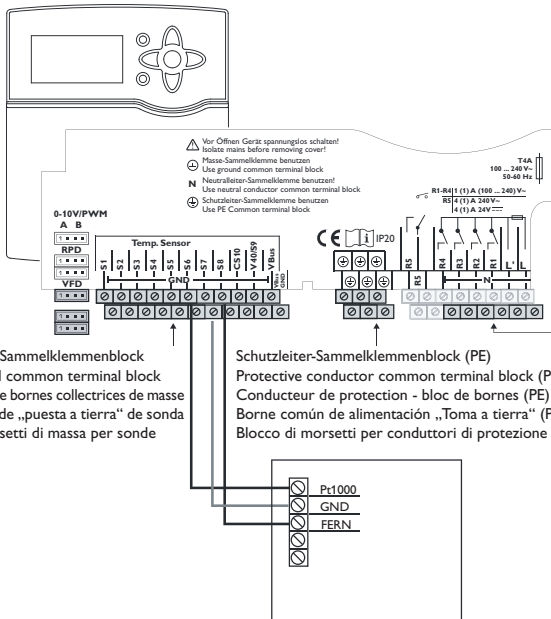 Vor Öffnen Gerät spannungslos schalten!
Isolate mains before removing cover!
Masse-Sammelklemme benutzen
Use ground common terminal block
N Neutralleiter-Sammelklemme benutzen!
Use neutral conductor common terminal block
Schutzleiter-Sammelklemme benutzen
Use PE Common terminal block
T4A
100 ... 240 V~
50-60 Hz
R1-R4 1 (1) A (100 ... 240) V~
R5 4 (1) A 240V~
4 (1) A 24V
0-10V/PWM
A B
RPD
VFD
Temp. Sensor
S1
S2
S3
S4
S5
S6
S7
S8
CS10
V40/S9
VBus
GND
VBus
GND
CE
i
IP20
R5
R5
R4
R3
R2
R1
L'
L
N
Sammelklemmenblock
common terminal block
e bornes collectrices de masse
de „puesta a tierra“ de sonda
setti di massa per sonde
Schutzleiter-Sammelklemmenblock (PE)
Protective conductor common terminal block (P
Conducteur de protection - bloc de bornes (PE)
Borne común de alimentación „Toma a tierra“ (P
Blocco di morsetti per conduttori di protezione
Pt1000
GND
FERN